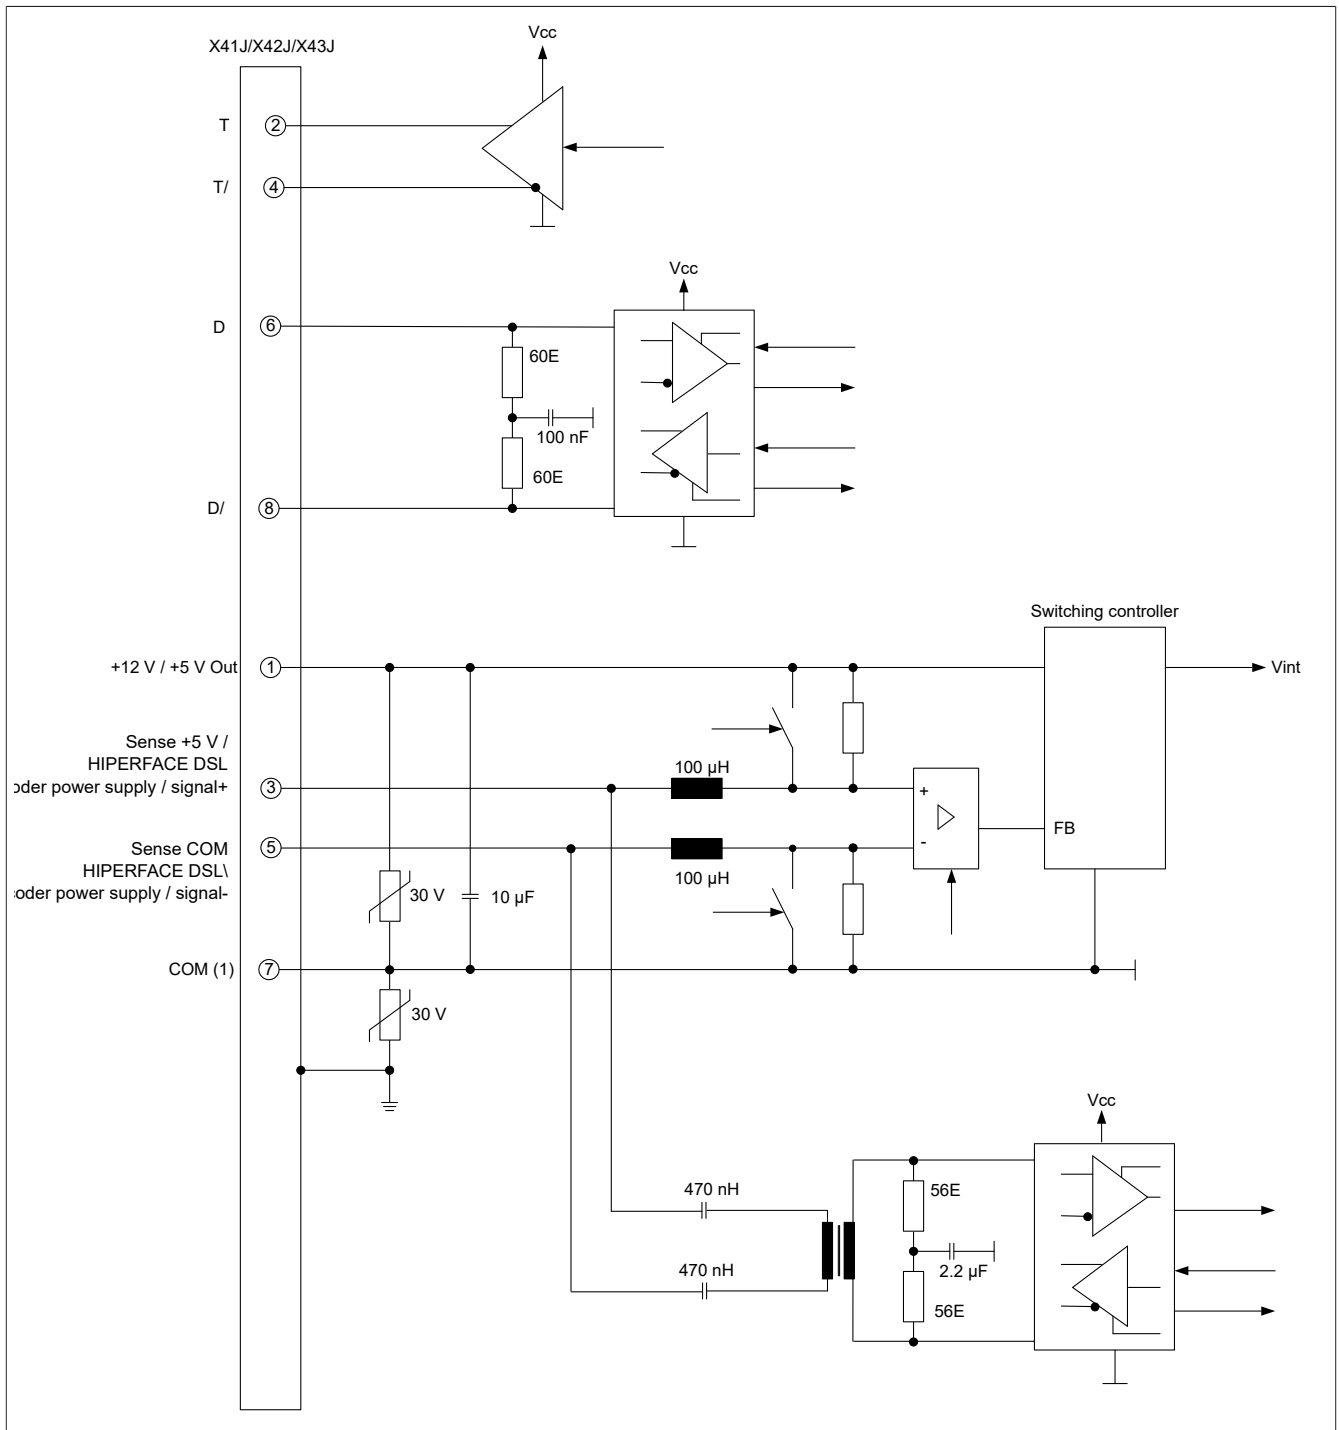 X41J/X42J/X43J
Vcc
T 2
T/ 4
Vcc
D 6
60E
100 nF
60E
D/ 8
Switching controller
+12 V / +5 V Out 1
Vint
Sense +5 V /
HIPERFACE DSL
oder power supply / signal+ 3
100 µH
+
FB
-
Sense COM 5
HIPERFACE DSL\
coder power supply / signal-
100 µH
30 V
10 µF
COM (1) 7
30 V
Vcc
470 nH
56E
2.2 µF
470 nH
56E